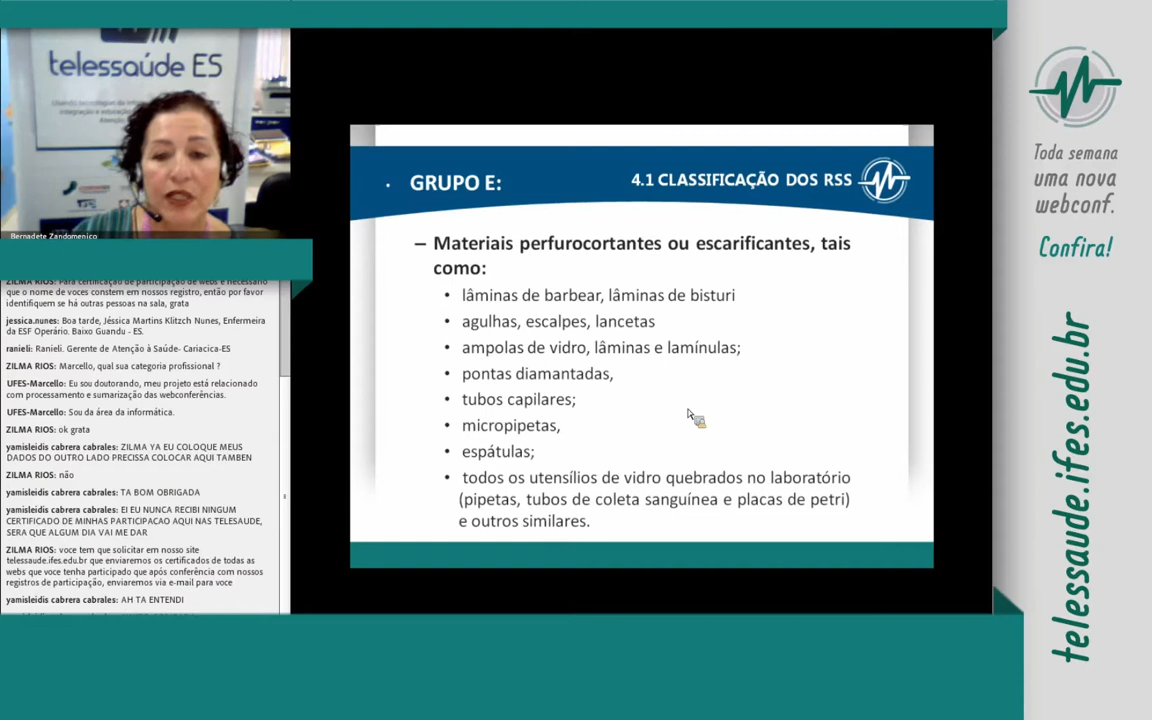 telessaúde ES
Bernadete Zandomenico
ZILMA RIOS: Para certificação de participação de webs é necessário
que o nome de voces constem em nossos registro, então por favor
identifiquem se há outras pessoas na sala, grata
jessica.nunes: Boa tarde, Jéssica Martins Klitzch Nunes, Enfermeira
da ESF Operário. Baixo Guandu - ES.
ranieli: Ranieli. Gerente de Atenção à Saúde- Cariacica-ES
ZILMA RIOS: Marcello, qual sua categoria profissional ?
UFES-Marcello: Eu sou doutorando, meu projeto está relacionado
com processamento e sumarização das webconferências.
UFES-Marcello: Sou da área da informática.
ZILMA RIOS: ok grata
yamisleidis cabrera cabrales: ZILMA YA EU COLOQUE MEUS
DADOS DO OUTRO LADO PRECISSA COLOCAR AQUI TAMBEN
ZILMA RIOS: não
yamisleidis cabrera cabrales: TA BOM OBRIGADA
yamisleidis cabrera cabrales: EI EU NUNCA RECEBI NINGUM
CERTIFICADO DE MINHAS PARTICIPACAO AQUI NAS TELESAUDE,
SERA QUE ALGUM DIA VAI ME DAR
ZILMA RIOS: voce tem que solicitar em nosso site
telessaude.ifes.edu.br que enviaremos os certificados de todas as
webs que voce tenha participado que após conferência com nossos
registros de participação, enviaremos via e-mail para voce
yamisleidis cabrera cabrales: AH TA ENTENDI
GRUPO E:
4.1 CLASSIFICAÇÃO DOS RSS
– Materiais perfurocortantes ou escarificantes, tais
como:
• lâminas de barbear, lâminas de bisturi
• agulhas, escalpes, lancetas
• ampolas de vidro, lâminas e lamínulas;
• pontas diamantadas,
• tubos capilares;
• micropipetas,
• espátulas;
• todos os utensílios de vidro quebrados no laboratório
(pipetas, tubos de coleta sanguínea e placas de petri)
e outros similares.
Toda semana
uma nova
webconf.
Confira!
telessaude.ifes.edu.br